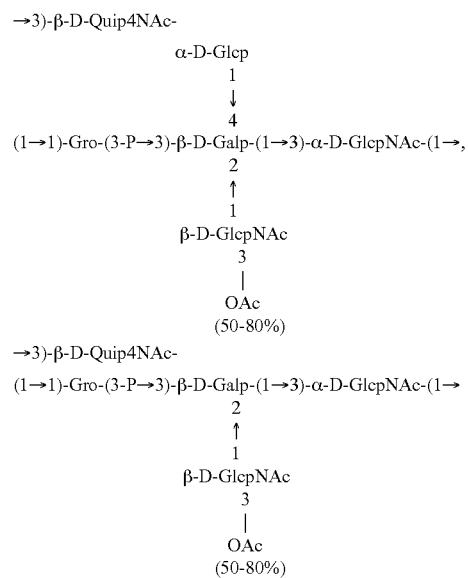 →3)-β-D-Quip4NAc-
α-D-Glcp
1
↓
4
(1→1)-Gro-(3-P→3)-β-D-Galp-(1→3)-α-D-GlcpNAc-(1→,
2
↑
1
β-D-GlcpNAc
3
|
OAc
(50-80%)
→3)-β-D-Quip4NAc-
(1→1)-Gro-(3-P→3)-β-D-Galp-(1→3)-α-D-GlcpNAc-(1→
2
↑
1
β-D-GlcpNAc
3
|
OAc
(50-80%)